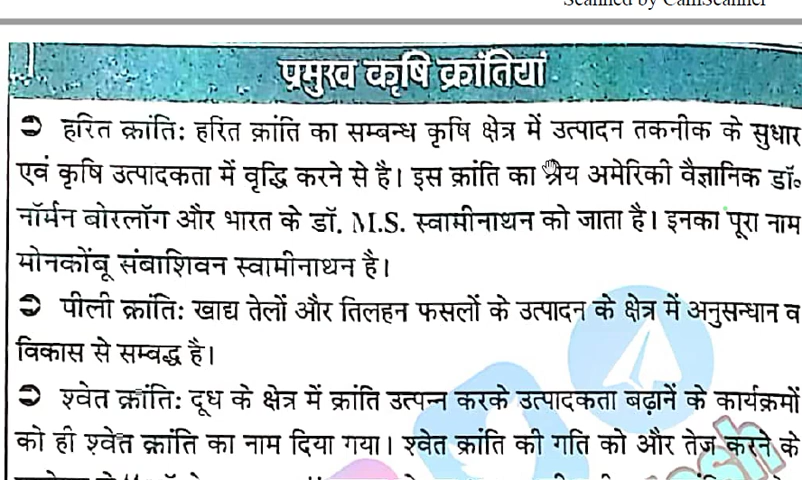 Scanned by CamScanner
प्रमुख कृषि क्रांतियां
➲ हरित क्रांति: हरित क्रांति का सम्बन्ध कृषि क्षेत्र में उत्पादन तकनीक के सुधार
एवं कृषि उत्पादकता में वृद्धि करने से है। इस क्रांति का श्रेय अमेरिकी वैज्ञानिक डॉ॰
नॉर्मन बोरलॉग और भारत के डॉ. M.S. स्वामीनाथन को जाता है। इनका पूरा नाम
मोनकोंबू संबाशिवन स्वामीनाथन है।
➲ पीली क्रांति: खाद्य तेलों और तिलहन फसलों के उत्पादन के क्षेत्र में अनुसन्धान व
विकास से सम्बद्ध है।
➲ श्वेत क्रांति: दूध के क्षेत्र में क्रांति उत्पन्न करके उत्पादकता बढ़ानें के कार्यक्रमों
को ही श्वेत क्रांति का नाम दिया गया। श्वेत क्रांति की गति को और तेज करने के